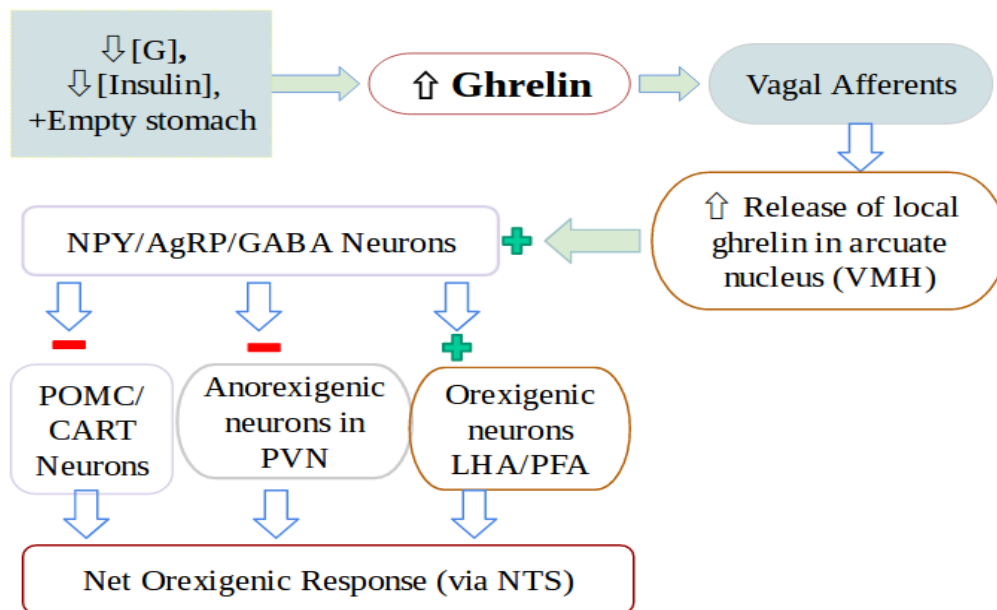 ⇩[G],
⇩[Insulin],
+Empty stomach
⇧ Ghrelin
Vagal Afferents
⇧ Release of local
ghrelin in arcuate
nucleus (VMH)
NPY/AgRP/GABA Neurons
POMC/
CART
Neurons
Anorexigenic
neurons in
PVN
Orexigenic
neurons
LHA/PFA
Net Orexigenic Response (via NTS)